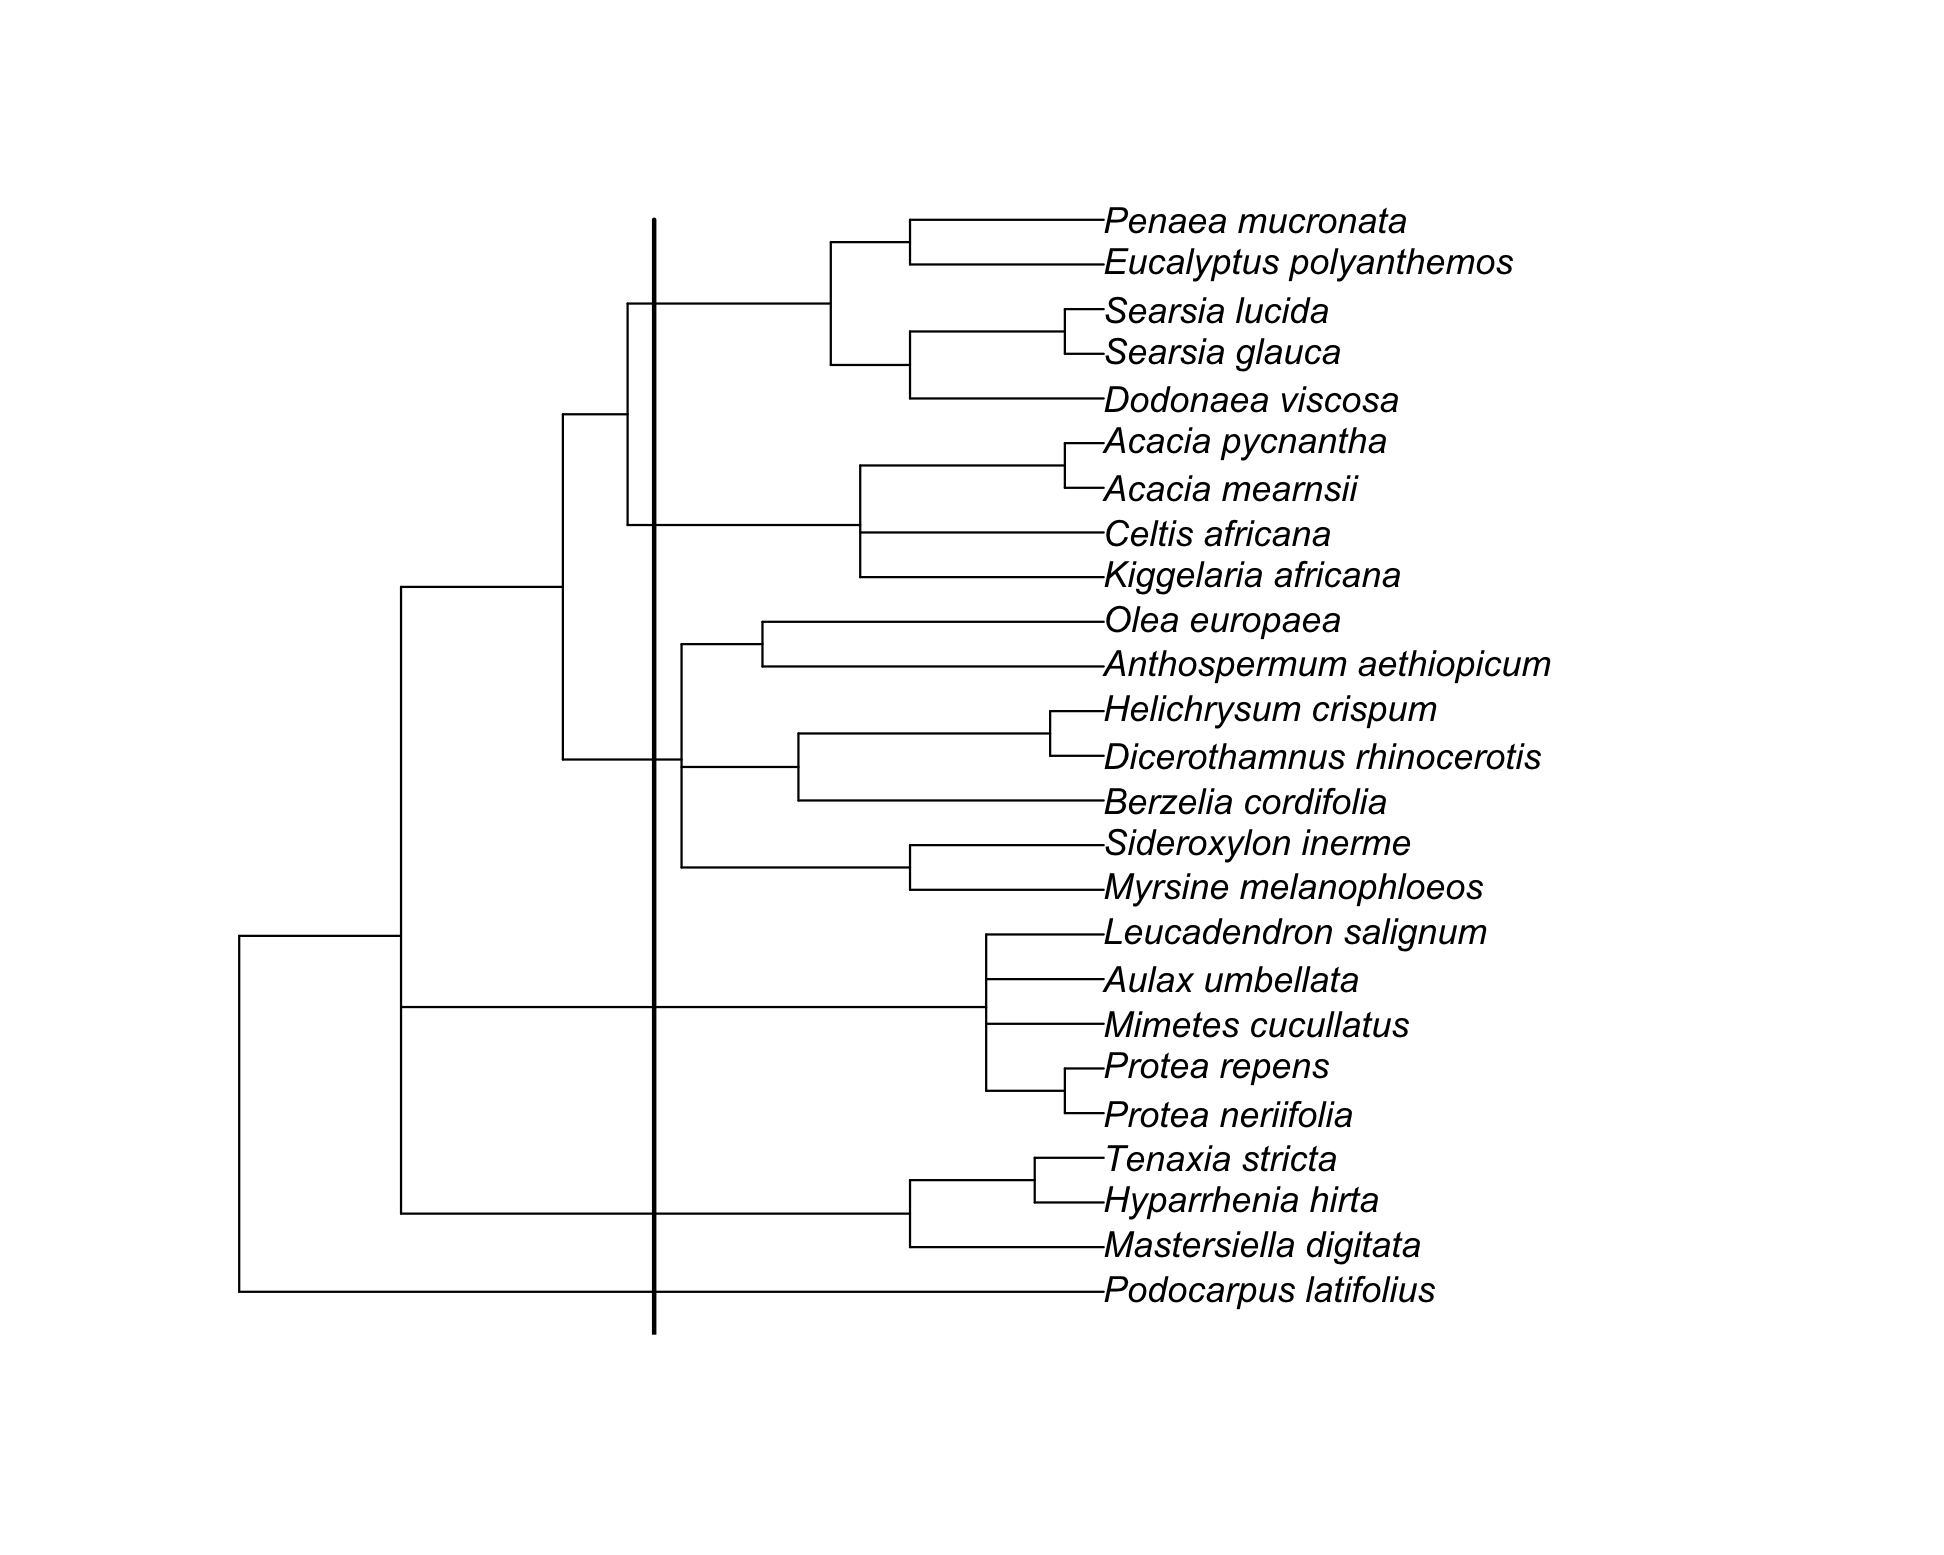 Penaea mucronata
Eucalyptus polyanthemos
Searsia lucida
Searsia glauca
Dodonaea viscosa
Acacia pycnantha
Acacia mearnsii
Celtis africana
Kiggelaria africana
Olea europaea
Anthospermum aethiopicum
Helichrysum crispum
Dicerothamnus rhinocerotis
Berzelia cordifolia
Sideroxylon inerme
Myrsine melanophloeos
Leucadendron salignum
Aulax umbellata
Mimetes cucullatus
Protea repens
Protea neriifolia
Tenaxia stricta
Hyparrhenia hirta
Mastersiella digitata
Podocarpus latifolius